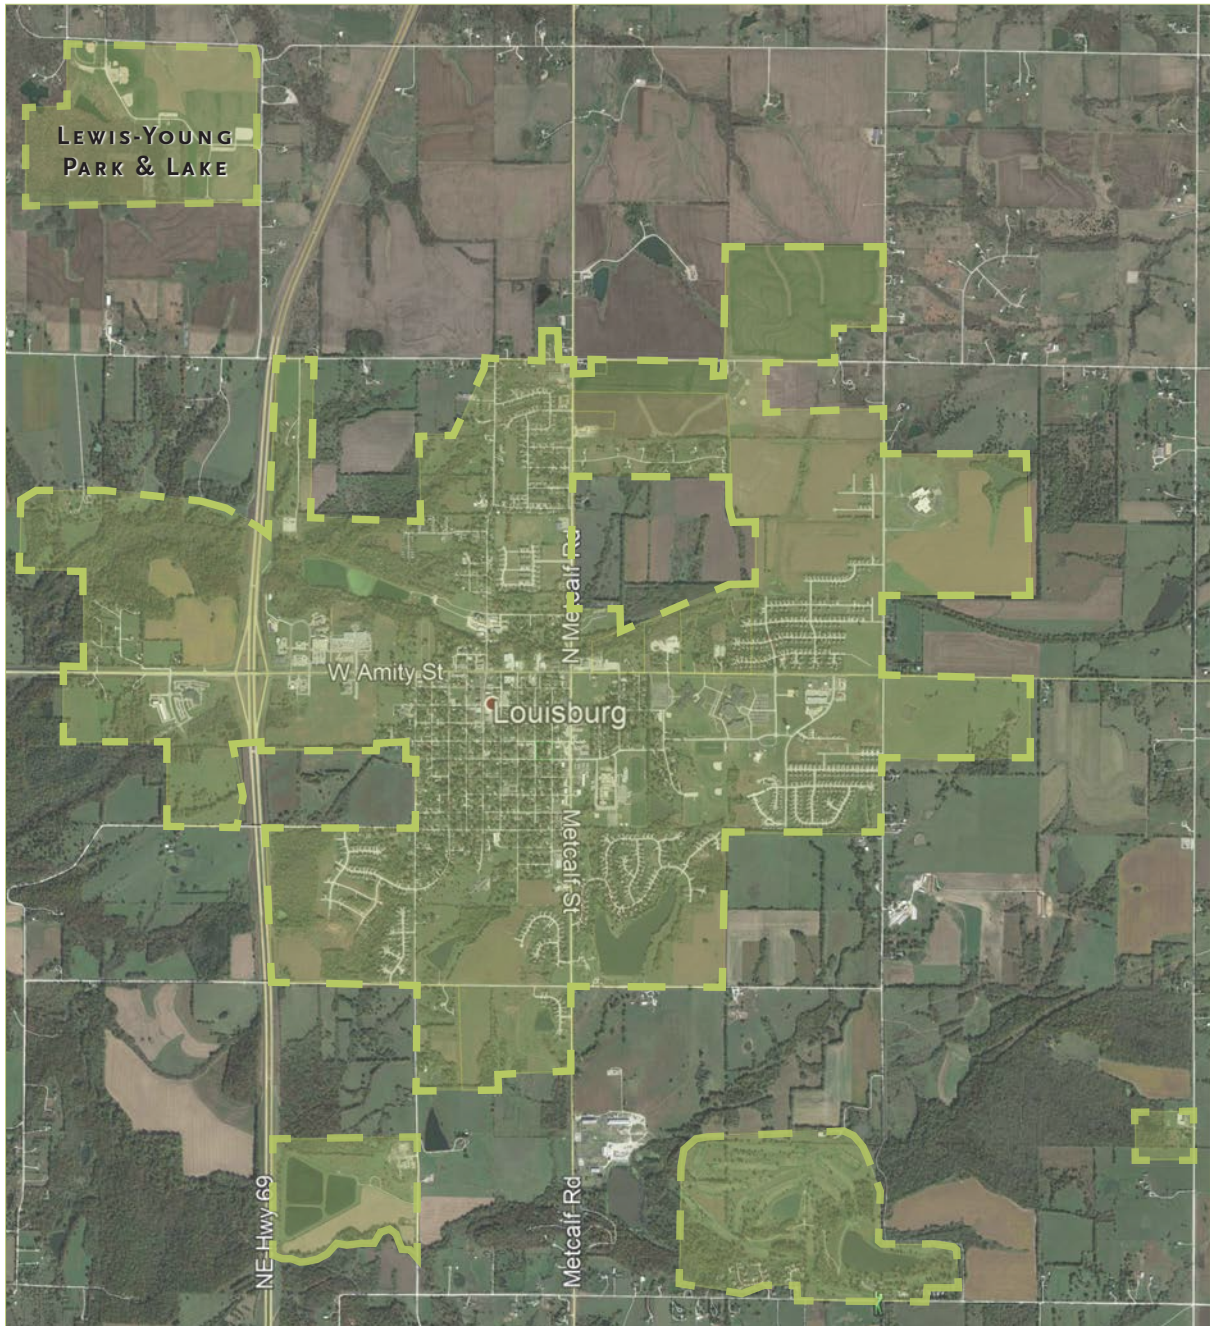 LEWIS-YOUNG
PARK & LAKE
N Metcalf Rd
W Amity St
Louisburg
Metcalf St
NE Hwy 69
Metcalf Rd